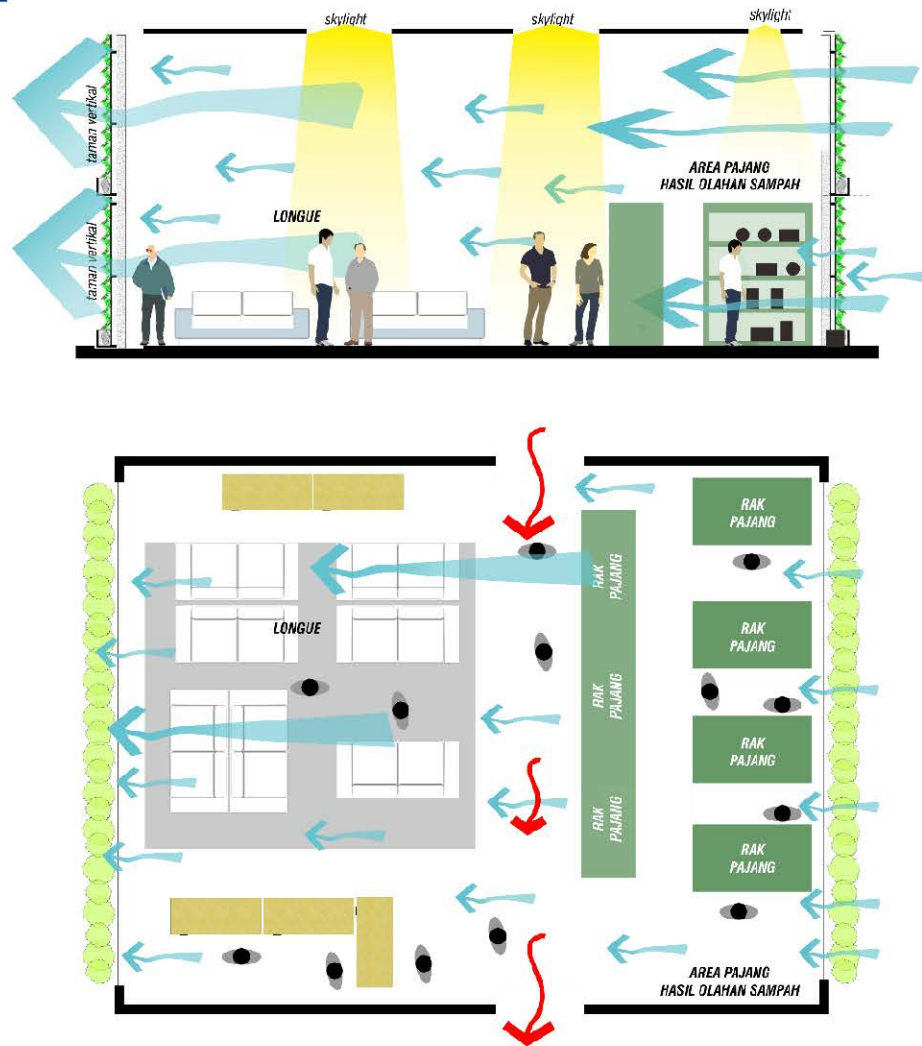 skylight
skylight
skylight
taman vertikal
taman vertikal
AREA PAJANG
HASIL OLAHAN SAMPAH
LONGUE
RAK
PAJANG
RAK
PAJANG
LONGUE
RAK
PAJANG
RAK
PAJANG
RAK
PAJANG
RAK
PAJANG
RAK
PAJANG
AREA PAJANG
HASIL OLAHAN SAMPAH